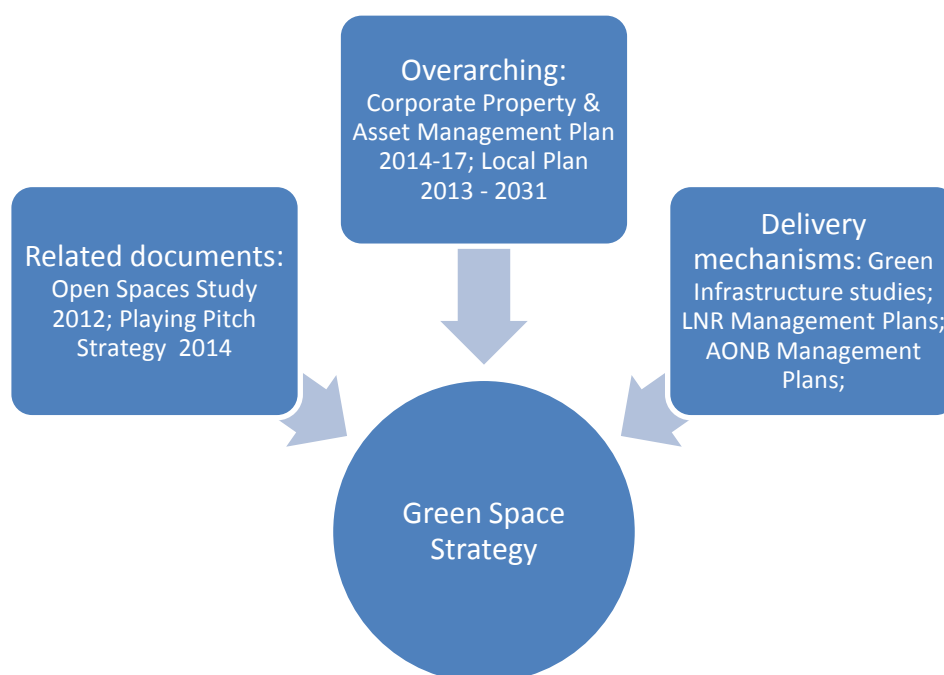 Overarching:
Corporate Property &
Asset Management Plan
2014-17; Local Plan
2013 - 2031
Related documents:
Open Spaces Study
2012; Playing Pitch
Strategy 2014
Delivery
mechanisms: Green
Infrastructure studies;
LNR Management Plans;
AONB Management
Plans;
Green Space
Strategy